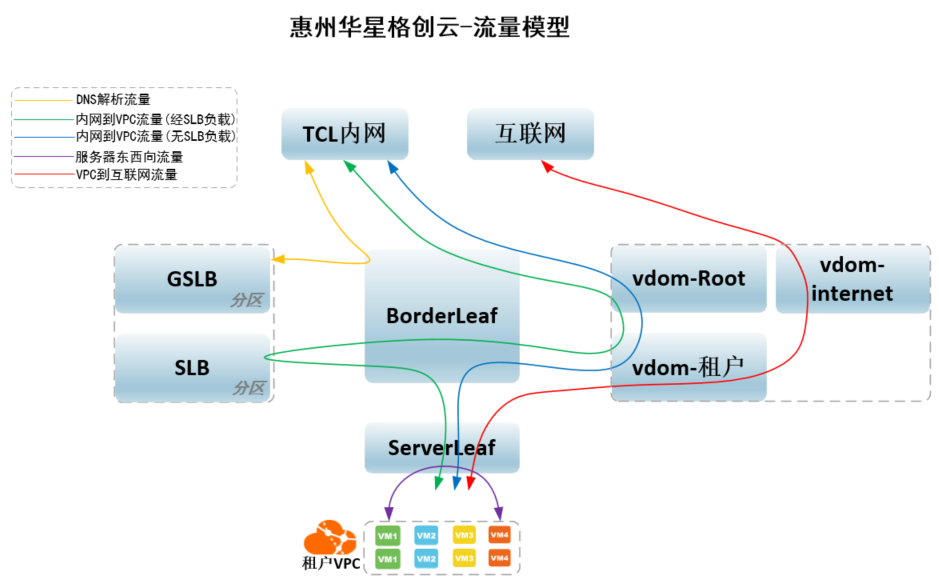 惠州华星格创云-流量模型
DNS解析流量
内网到VPC流量(经SLB负载)
内网到VPC流量(无SLB负载)
服务器东西向流量
VPC到互联网流量
TCL内网
互联网
GSLB
分区
SLB
分区
BorderLeaf
vdom-Root
vdom-
internet
vdom-租户
ServerLeaf
租户VPC
VM1 VM2 VM3 VM4
VM1 VM2 VM3 VM4